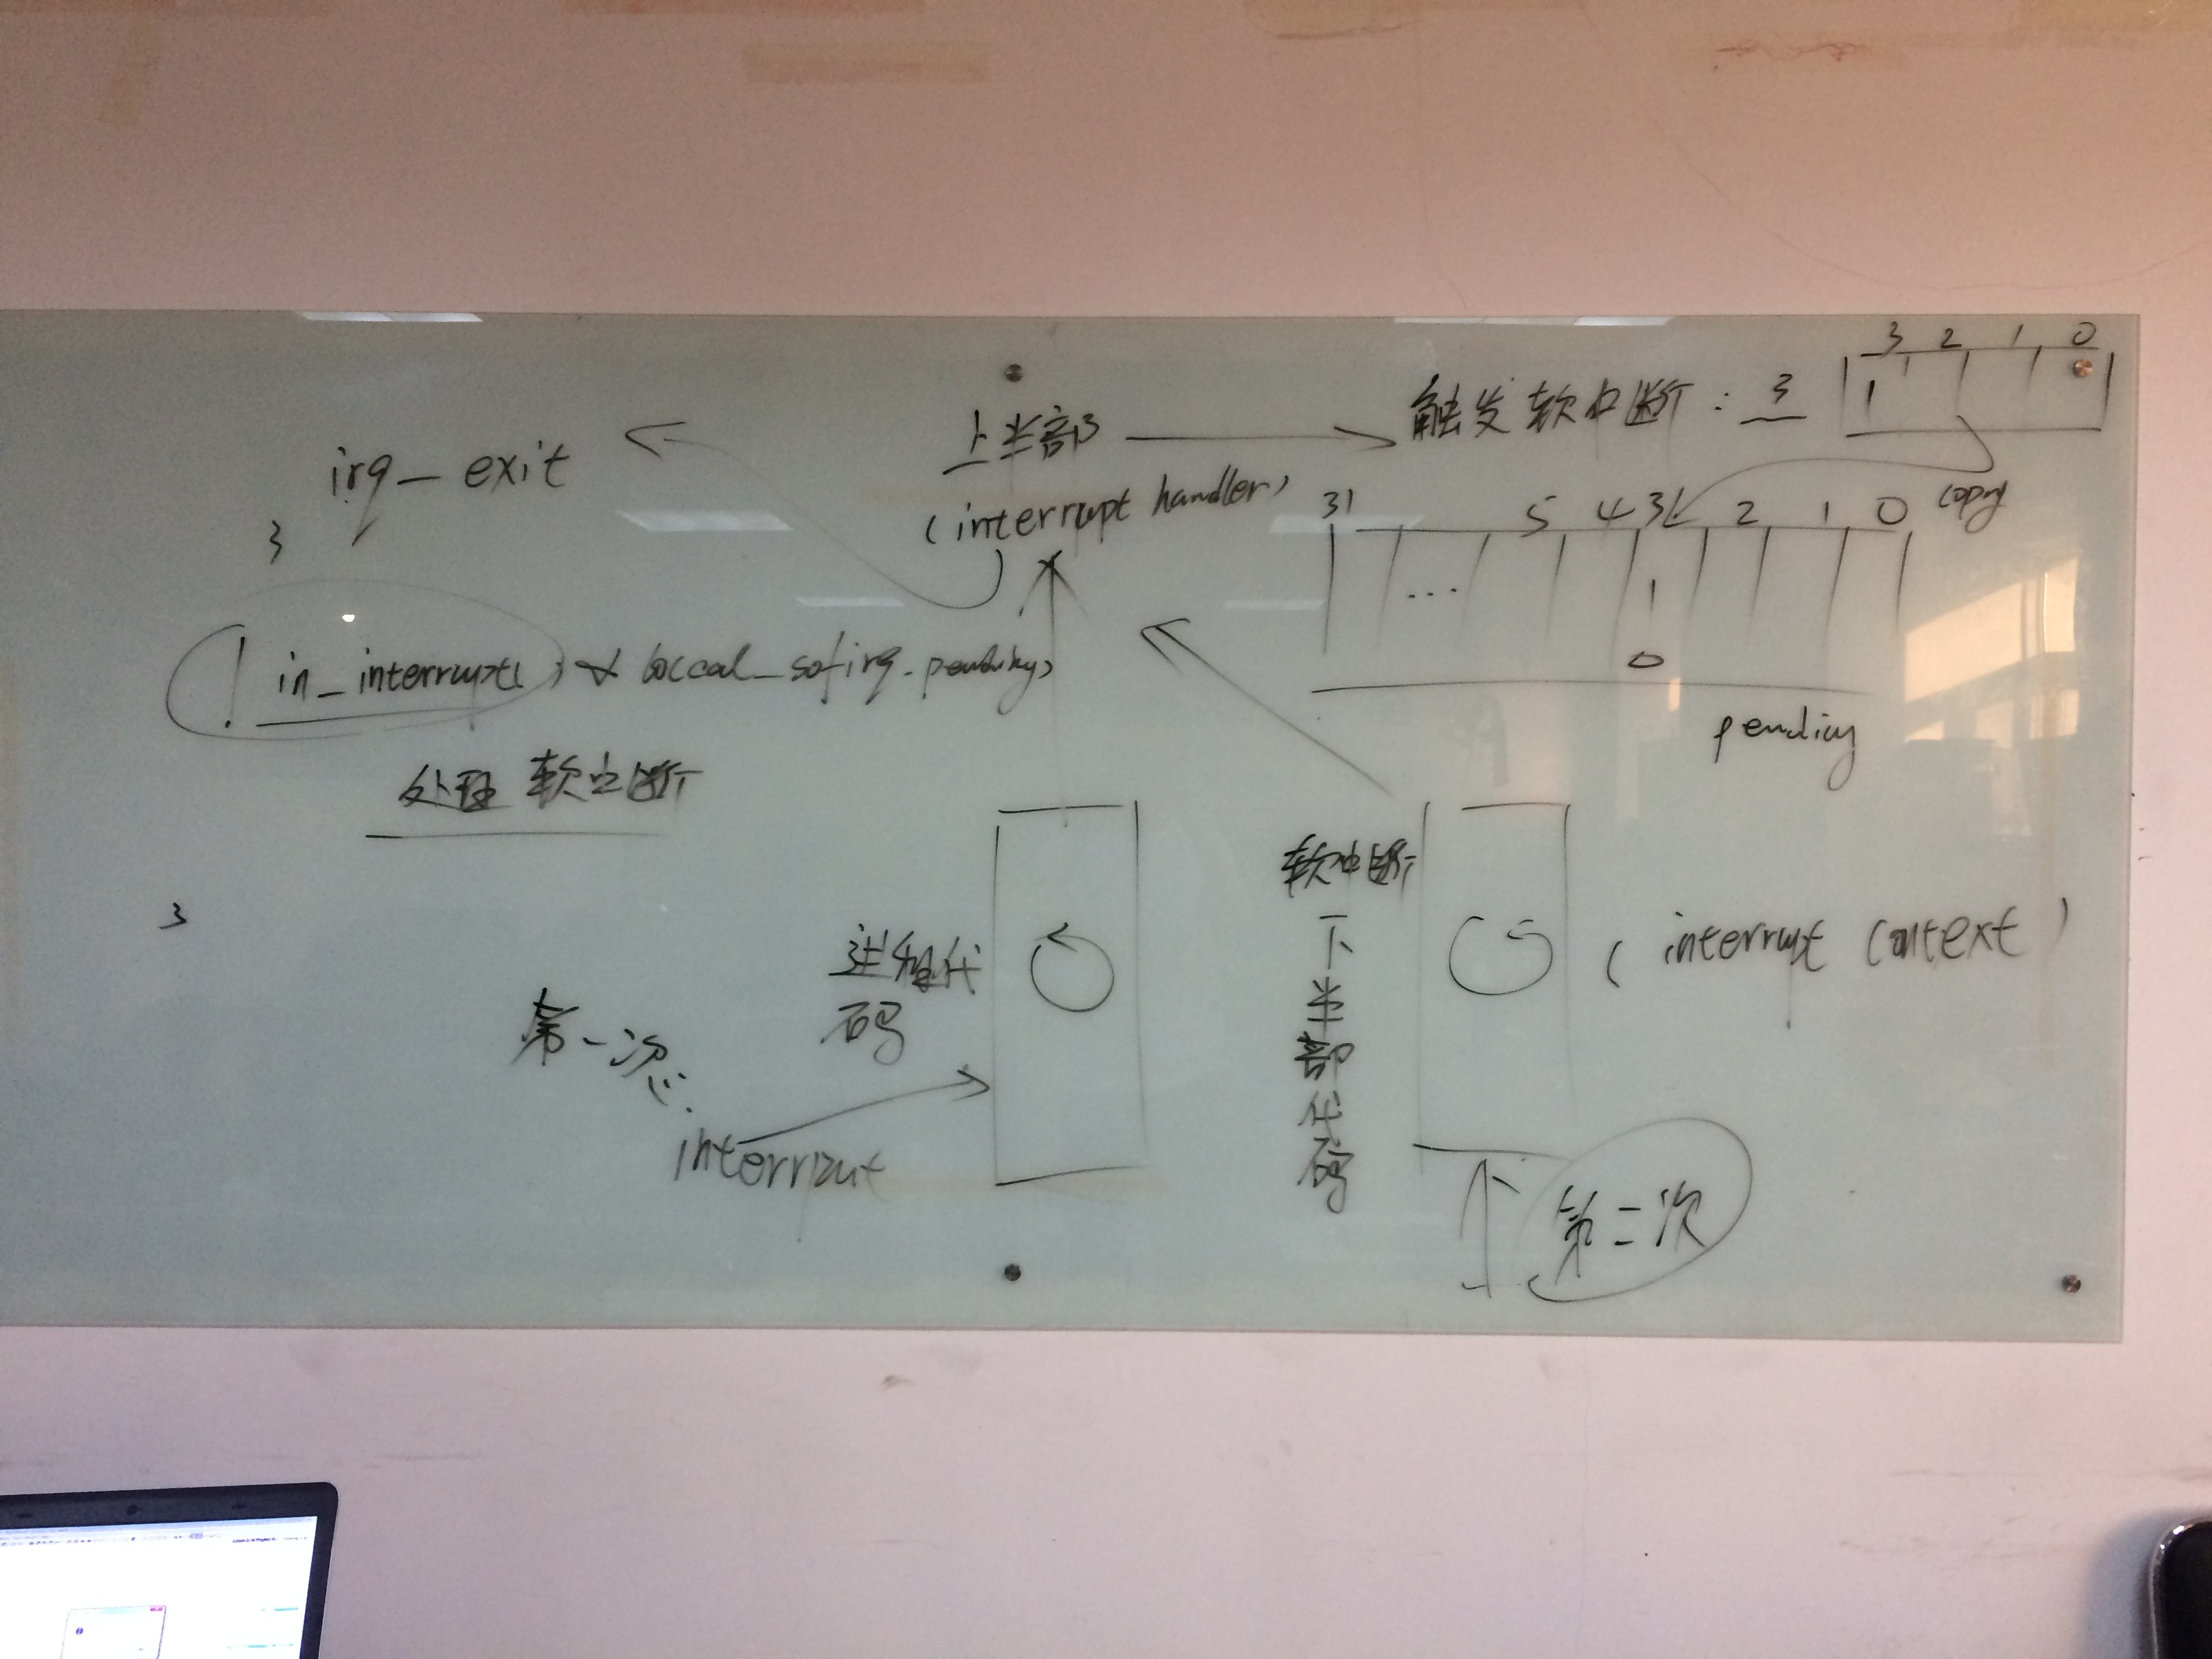 3 2 1 0
触发软中断：3
1
上半部
irq_exit
(interrupt handler)
31 5 4 3 2 1 0
copy
3
...
1
0
! in_interrupt() & loccal_sofirq_pending)
pending
处理软中断
软中断
下半部代码
3
进程代
码
(interrupt context)
第一次:
interrupt
第二次